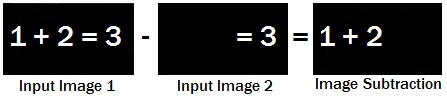 1 + 2 = 3 - = 3 = 1 + 2
Input Image 1 Input Image 2 Image Subtraction